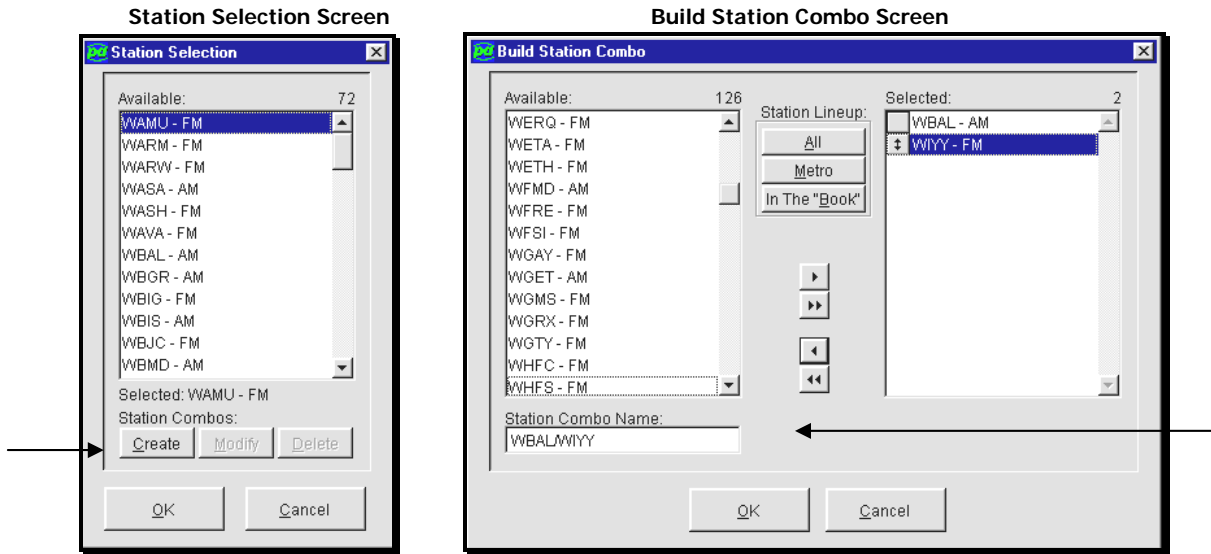 Station Selection Screen
Build Station Combo Screen
pd Station Selection
Available: 72
WAMU - FM
WARM - FM
WARW - FM
WASA - AM
WASH - FM
WAVA - FM
WBAL - AM
WBGR - AM
WBIG - FM
WBIS - AM
WBJC - FM
WBMD - AM
Selected: WAMU - FM
Station Combos:
Create Modify Delete
OK Cancel
pd Build Station Combo
Available: 126
WERQ - FM
WETA - FM
WETH - FM
WFMD - AM
WFRE - FM
WFSI - FM
WGAY - FM
WGET - AM
WGMS - FM
WGRX - FM
WGTY - FM
WHFC - FM
WHFS - FM
Station Lineup:
All
Metro
In The "Book"
Selected: 2
WBAL - AM
WIYY - FM
Station Combo Name:
WBAL/WIYY
OK Cancel